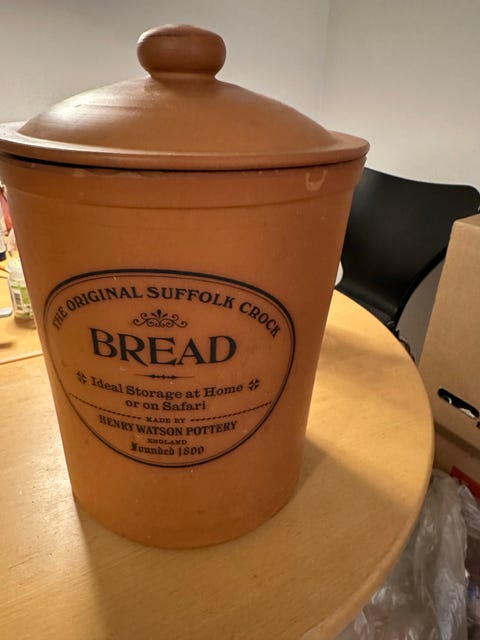 THE ORIGINAL SUFFOLK CROCK
BREAD
Ideal Storage at Home
or on Safari
MADE BY
HENRY WATSON POTTERY
ENGLAND
Founded 1800